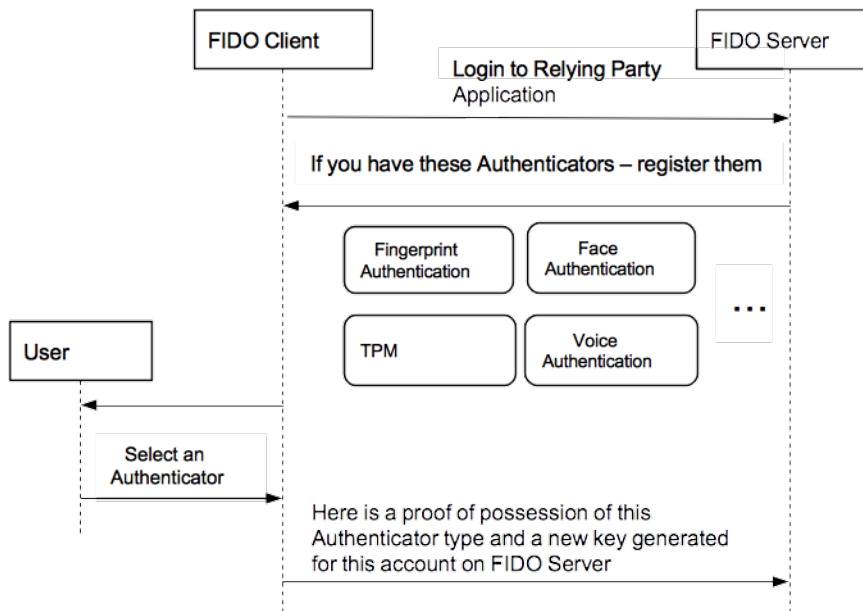 FIDO Client
FIDO Server
Login to Relying Party
Application
If you have these Authenticators – register them
Fingerprint
Authentication
Face
Authentication
...
TPM
Voice
Authentication
User
Select an
Authenticator
Here is a proof of possession of this
Authenticator type and a new key generated
for this account on FIDO Server